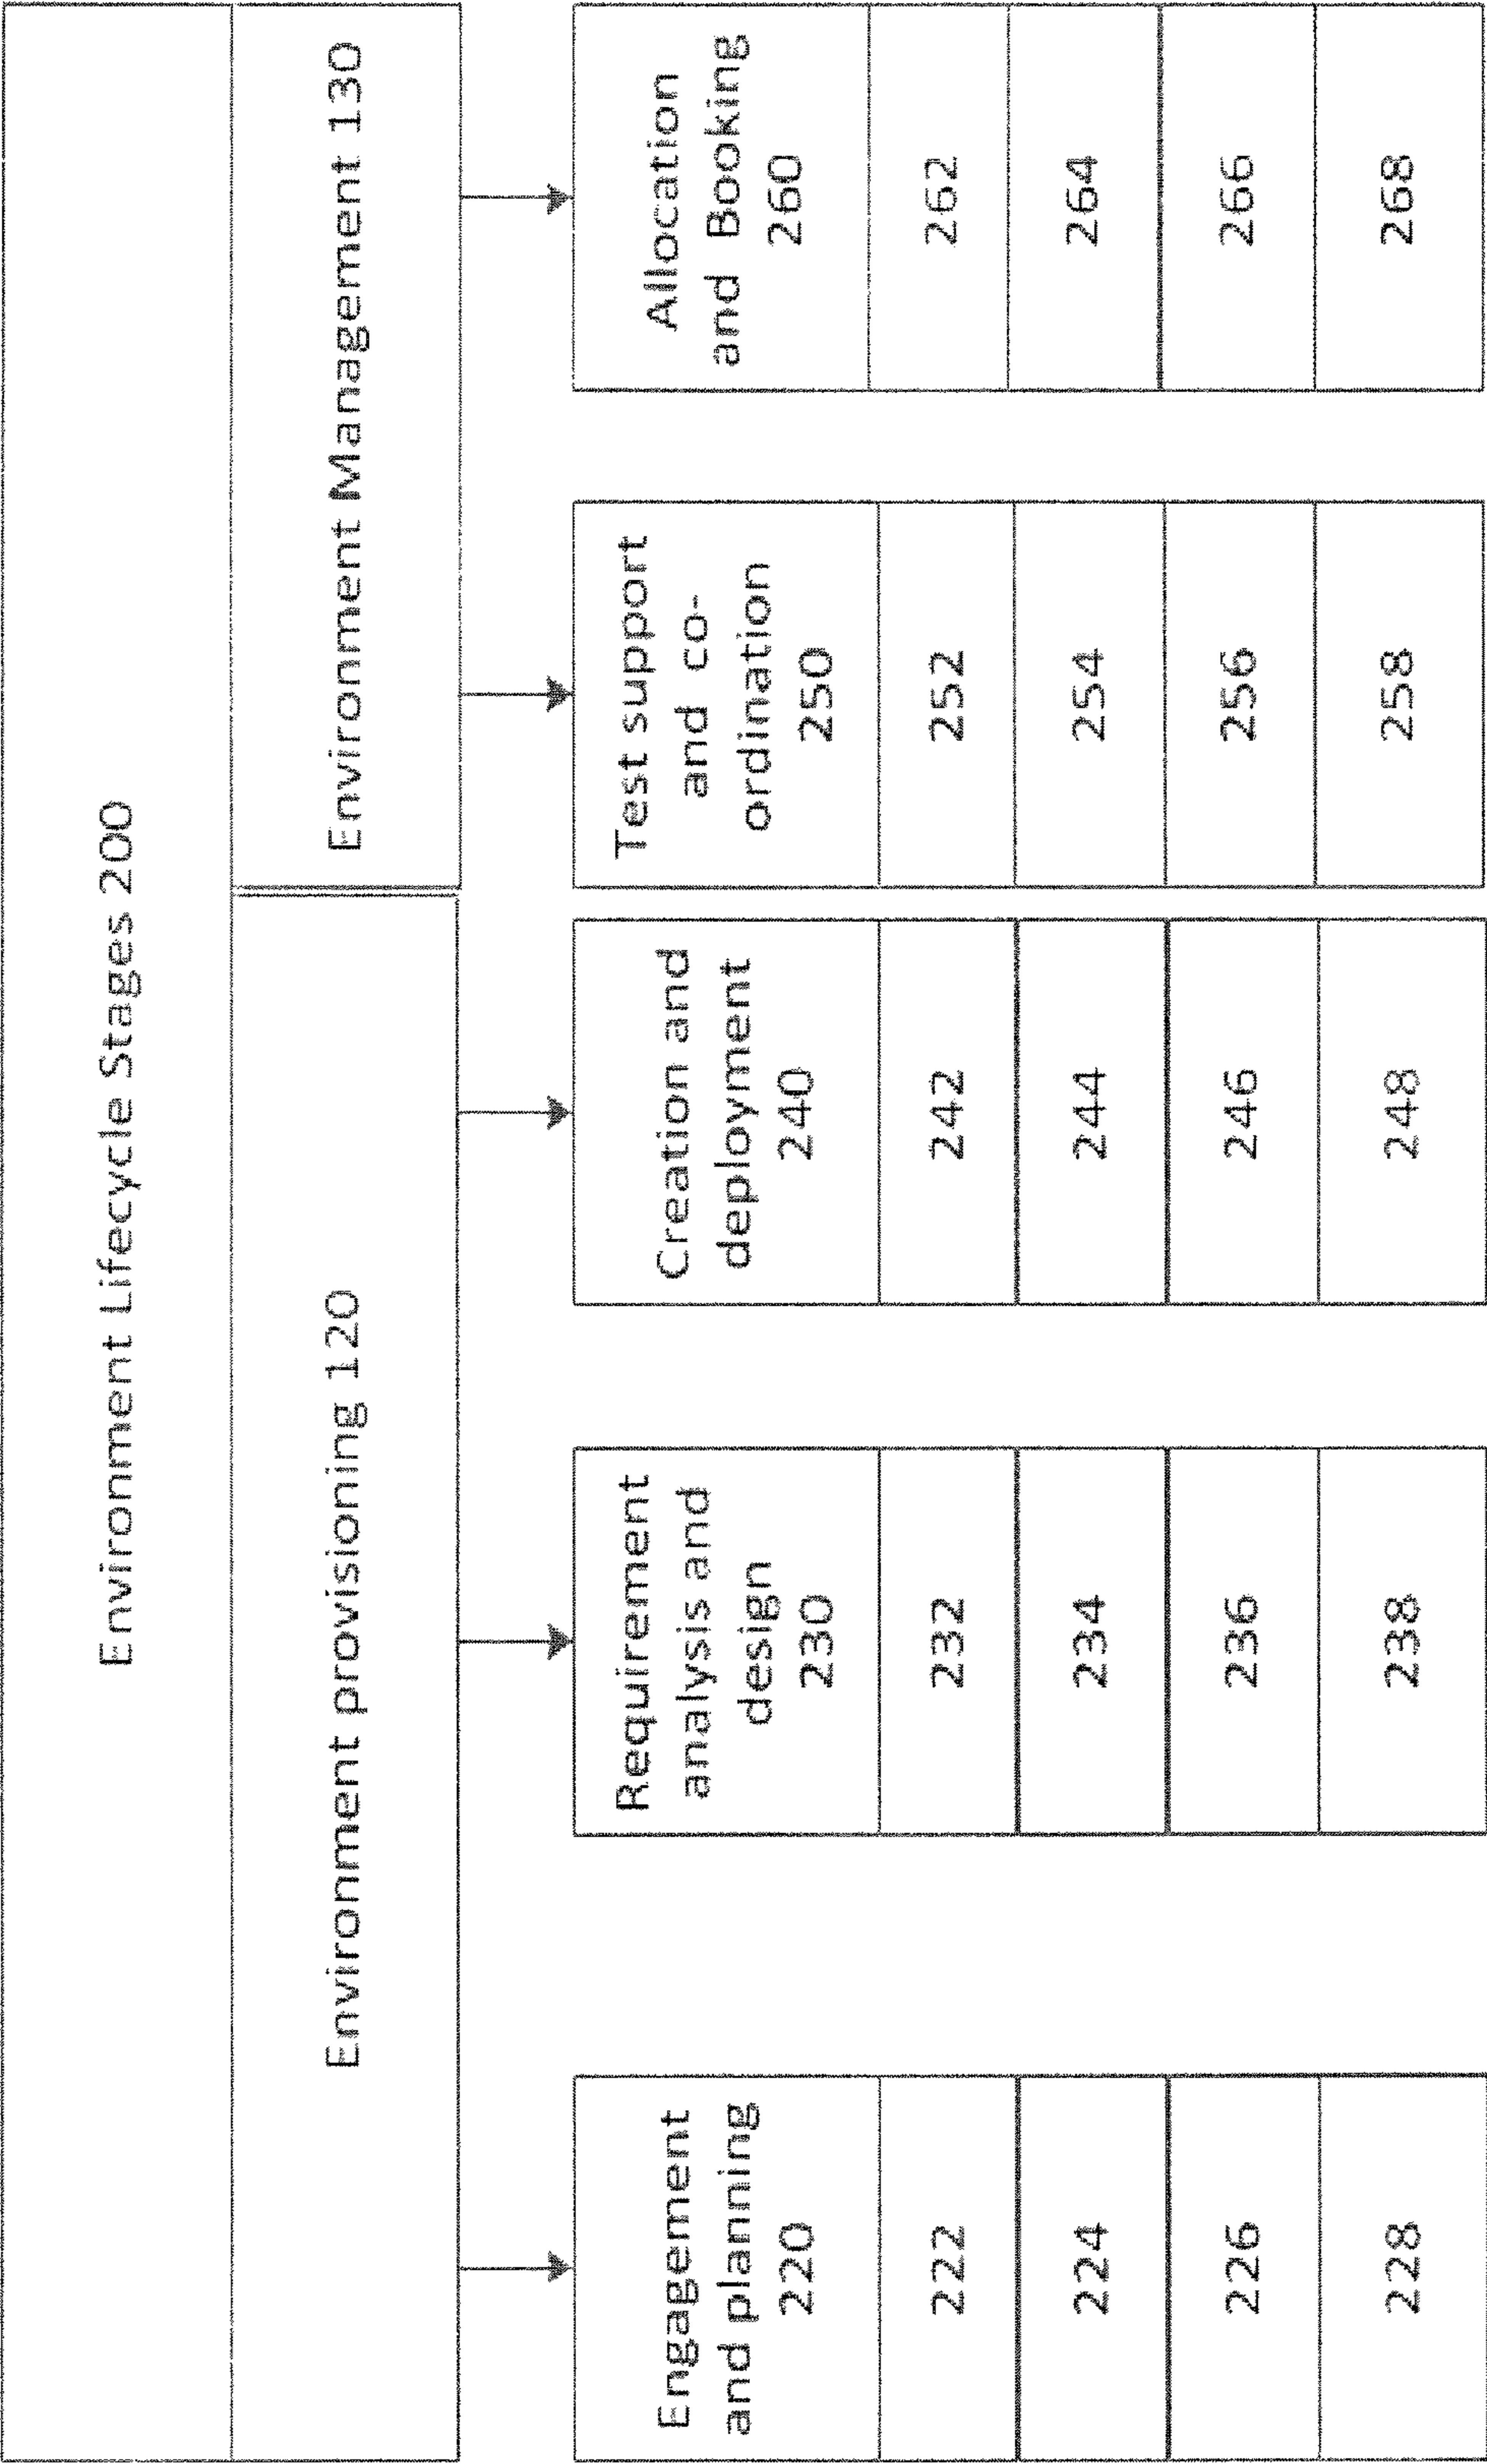 Environment Lifecycle Stages 200
Environment provisioning 120
Environment Management 130
Engagement
and planning
220
222
224
226
228
Requirement
analysis and
design
230
232
234
236
238
Creation and
deployment
240
242
244
246
248
Test support
and co-
ordination
250
252
254
256
258
Allocation
and Booking
260
262
264
266
268